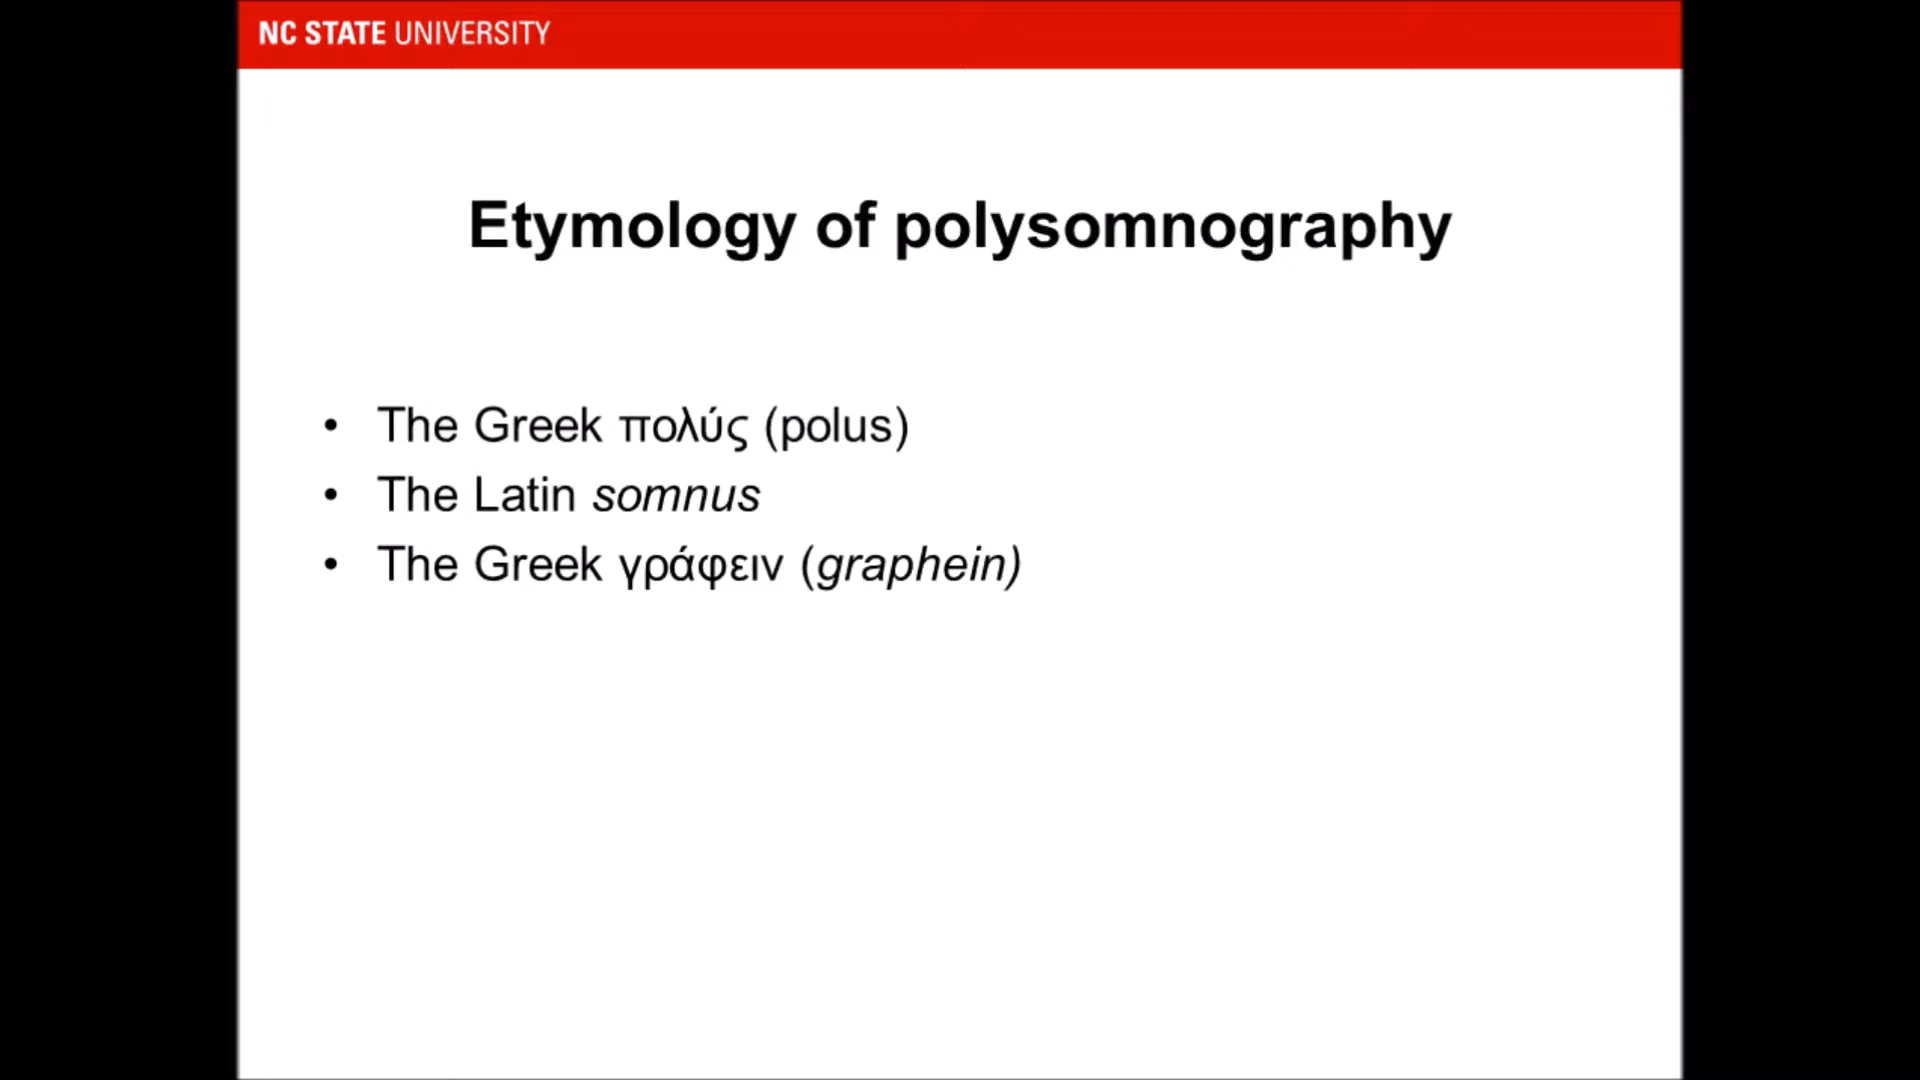 NC STATE UNIVERSITY
Etymology of polysomnography
• The Greek πολύς (polus)
• The Latin somnus
• The Greek γράφειν (graphein)